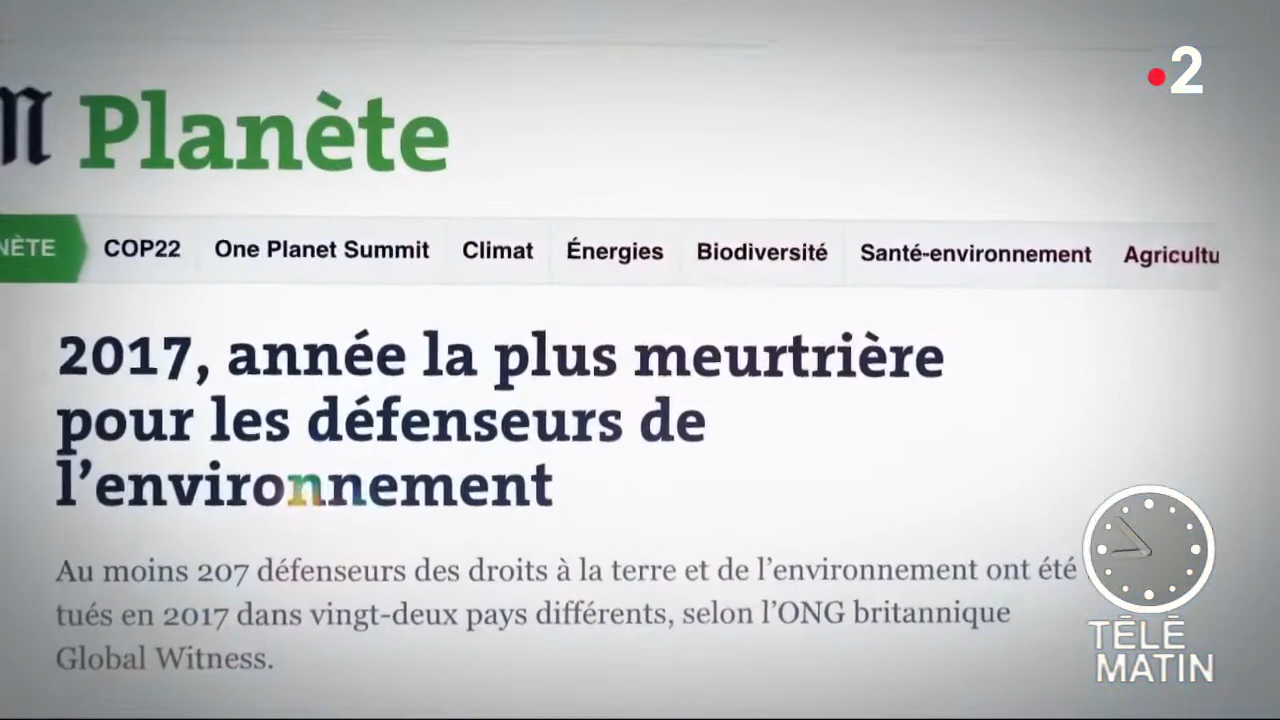 2
Planète
COP22 One Planet Summit Climat Énergies Biodiversité Santé-environnement
2017, année la plus meurtrière
pour les défenseurs de
l’environnement
Au moins 207 défenseurs des droits à la terre et de l’environnement ont été
tués en 2017 dans vingt-deux pays différents, selon l’ONG britannique
Global Witness.
TÉLÉ
MATIN